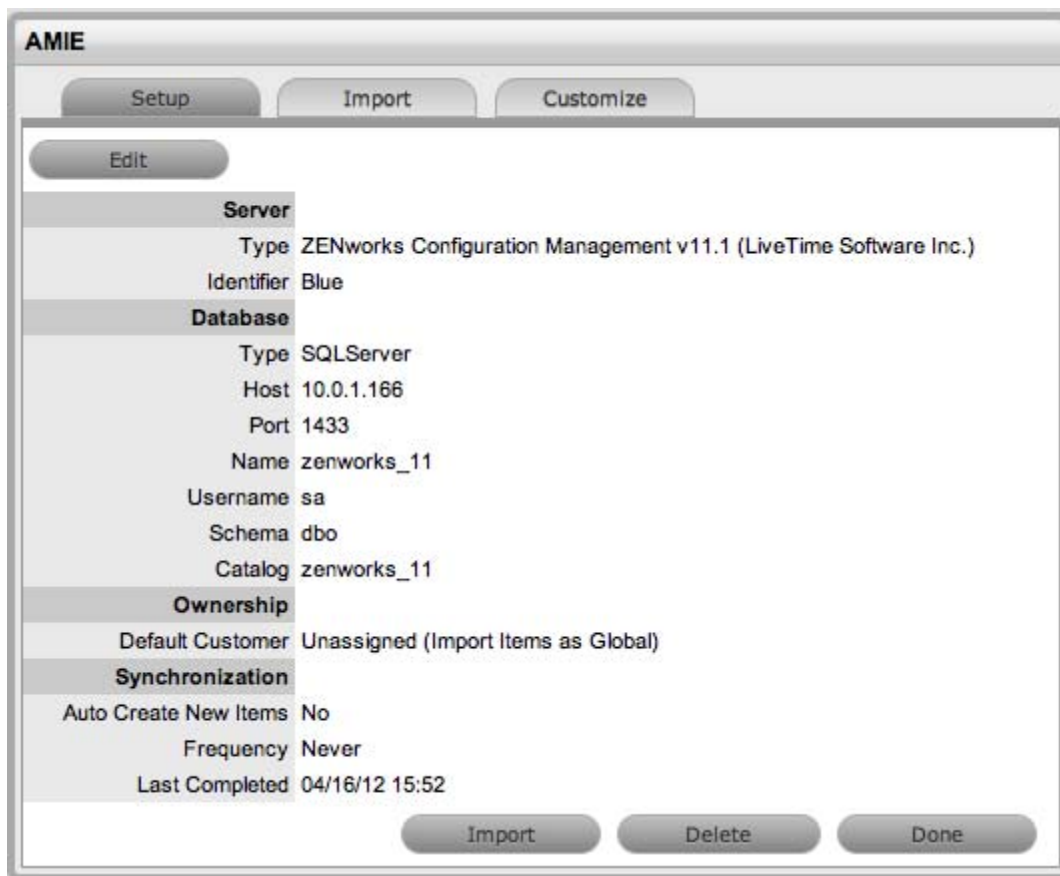 AMIE
Setup Import Customize
Edit
Server
Type ZENworks Configuration Management v11.1 (LiveTime Software Inc.)
Identifier Blue
Database
Type SQLServer
Host 10.0.1.166
Port 1433
Name zenworks_11
Username sa
Schema dbo
Catalog zenworks_11
Ownership
Default Customer Unassigned (Import Items as Global)
Synchronization
Auto Create New Items No
Frequency Never
Last Completed 04/16/12 15:52
Import Delete Done